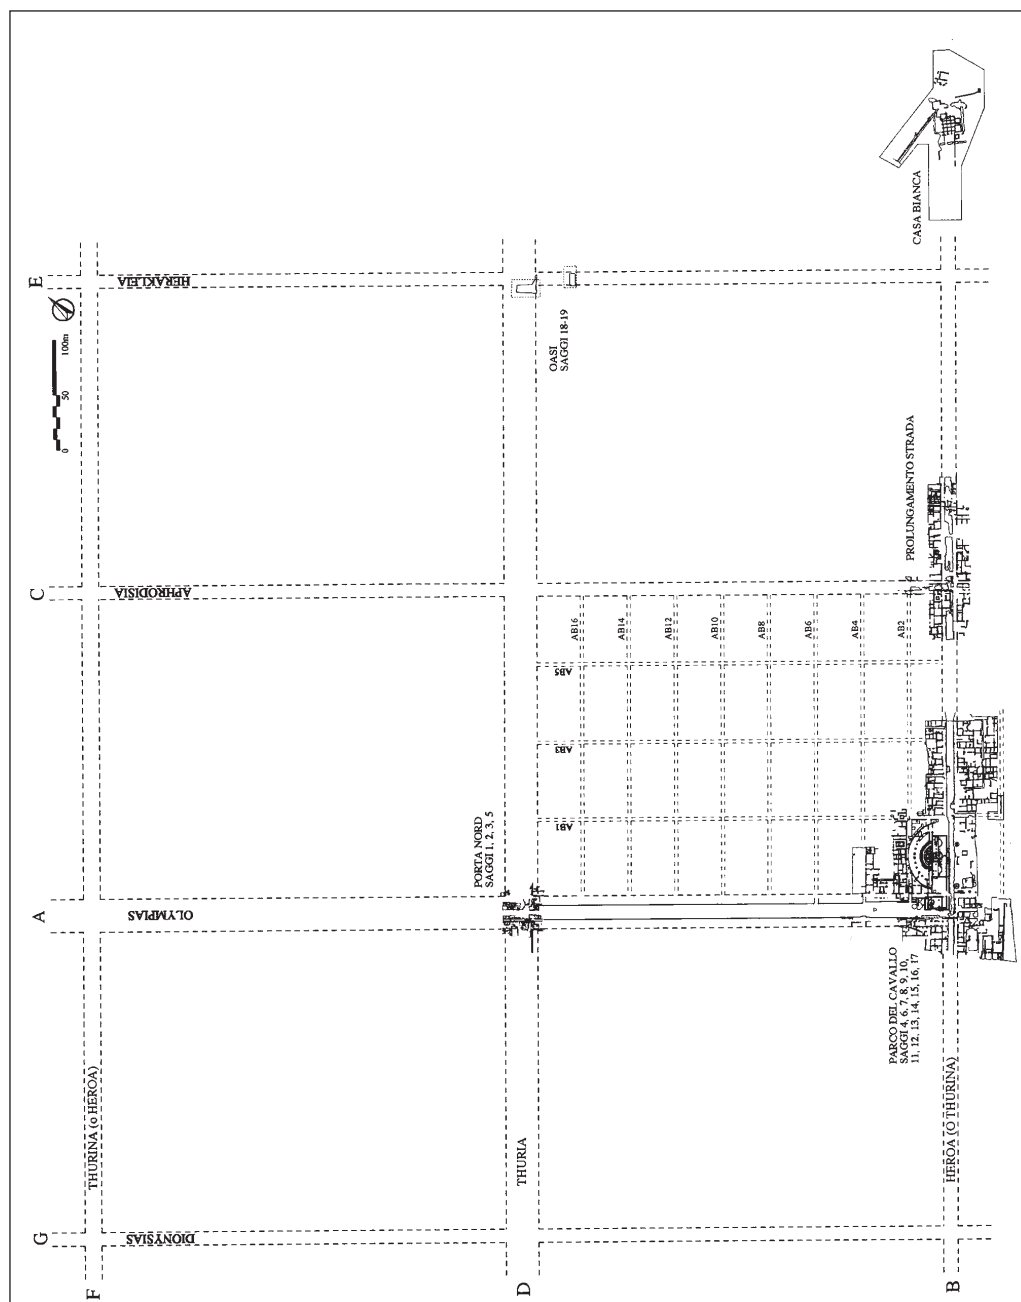 CASA BIANCA
E
HERAKLEIA
0
50
100m
OASI
SAGGI 18-19
PROLUNGAMENTO STRADA
C
APHRODISIA
AB16
AB14
AB12
AB10
AB8
AB6
AB4
AB2
AB5
AB3
AB1
PORTA NORD
SAGGI 1, 2, 3, 5
A
OLYMPIAS
PARCO DEL CAVALLO
SAGGI 4, 6, 7, 8, 9, 10,
11, 12, 13, 14, 15, 16, 17
THURINA (o HEROA)
THURIA
HEROA (O THURINA)
G
DIONYSIAS
F
D
B